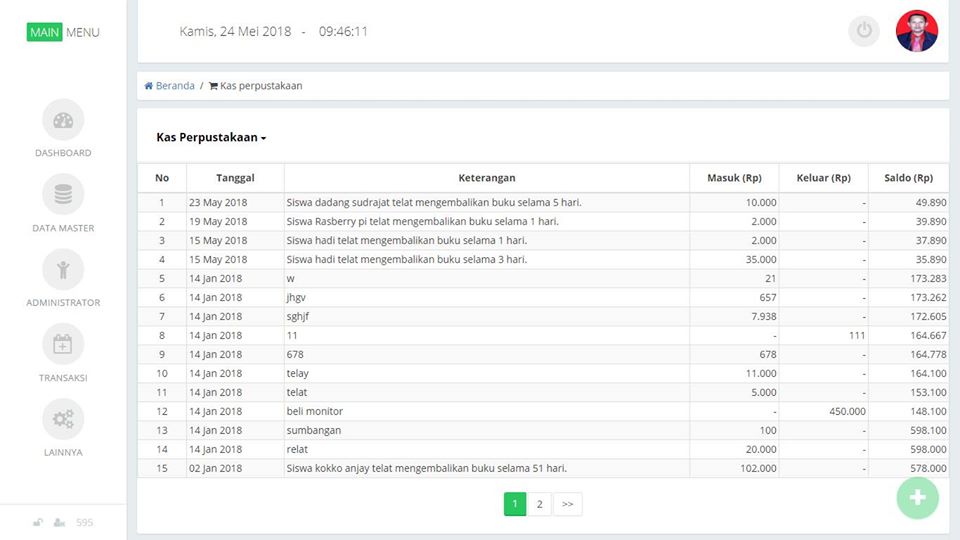 MAIN MENU
Kamis, 24 Mei 2018 - 09:46:11
Beranda / Kas perpustakaan
DASHBOARD
DATA MASTER
ADMINISTRATOR
TRANSAKSI
LAINNYA
595
Kas Perpustakaan
No Tanggal Keterangan Masuk (Rp) Keluar (Rp) Saldo (Rp)
1 23 May 2018 Siswa dadang sudrajat telat mengembalikan buku selama 5 hari. 10.000 - 49.890
2 19 May 2018 Siswa Rasberry pi telat mengembalikan buku selama 1 hari. 2.000 - 39.890
3 15 May 2018 Siswa hadi telat mengembalikan buku selama 1 hari. 2.000 - 37.890
4 15 May 2018 Siswa hadi telat mengembalikan buku selama 3 hari. 35.000 - 35.890
5 14 Jan 2018 w 21 - 173.283
6 14 Jan 2018 jhgv 657 - 173.262
7 14 Jan 2018 sghjf 7.938 - 172.605
8 14 Jan 2018 11 - 111 164.667
9 14 Jan 2018 678 678 - 164.778
10 14 Jan 2018 telay 11.000 - 164.100
11 14 Jan 2018 telat 5.000 - 153.100
12 14 Jan 2018 beli monitor - 450.000 148.100
13 14 Jan 2018 sumbangan 100 - 598.100
14 14 Jan 2018 relat 20.000 - 598.000
15 02 Jan 2018 Siswa kokko anjay telat mengembalikan buku selama 51 hari. 102.000 - 578.000
1 2 >>